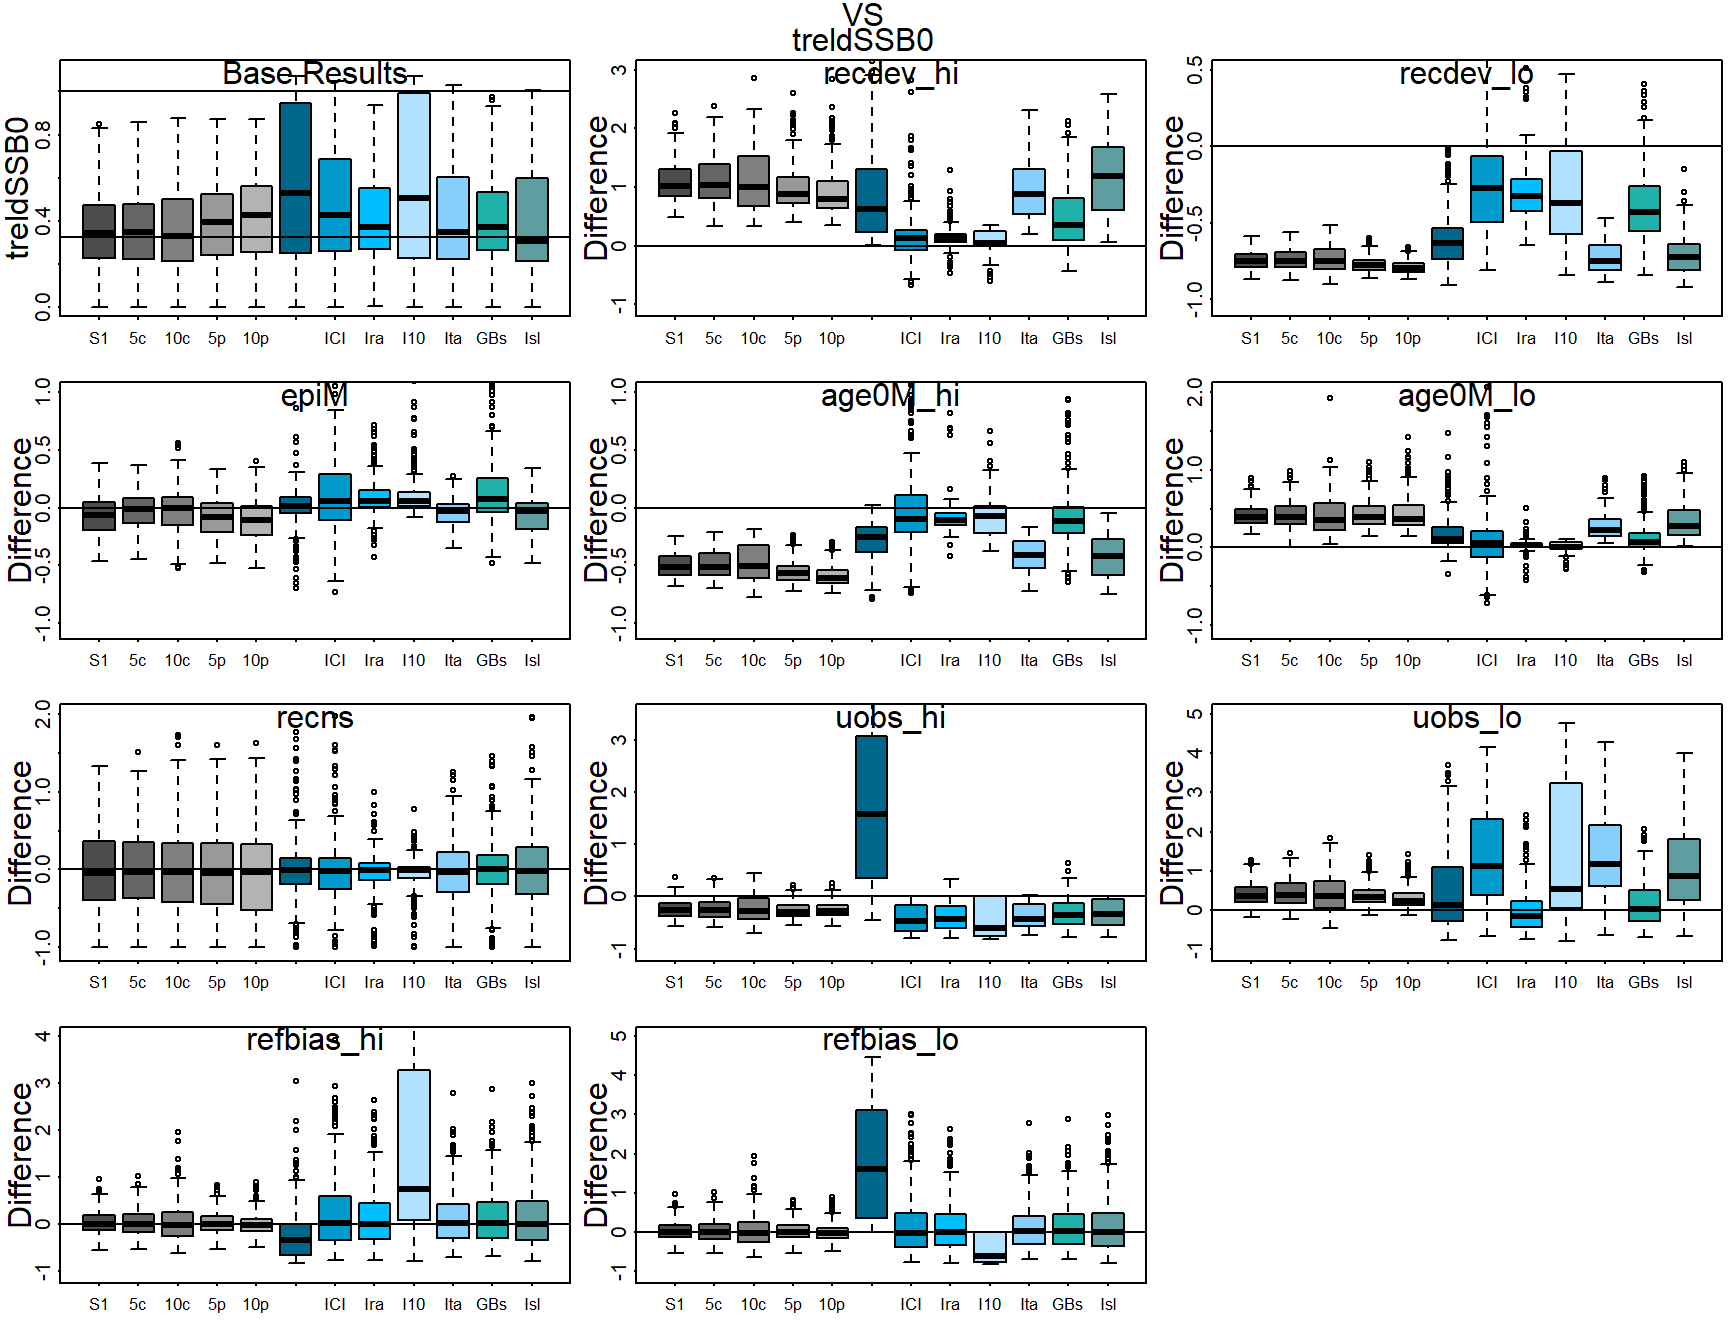 VS
treldSSB0
Base Results
recdev_hi
recdev_lo
treldSSB0
0.0 0.4 0.8
S1 5c 10c 5p 10p ICI Ira I10 Ita GBs Isl
Difference
-1 0 1 2 3
S1 5c 10c 5p 10p ICI Ira I10 Ita GBs Isl
Difference
-1.0 -0.5 0.0 0.5
S1 5c 10c 5p 10p ICI Ira I10 Ita GBs Isl
epiM
age0M_hi
age0M_lo
Difference
-1.0 -0.5 0.0 0.5 1.0
S1 5c 10c 5p 10p ICI Ira I10 Ita GBs Isl
Difference
-1.0 -0.5 0.0 0.5 1.0
S1 5c 10c 5p 10p ICI Ira I10 Ita GBs Isl
Difference
-1.0 0.0 1.0 2.0
S1 5c 10c 5p 10p ICI Ira I10 Ita GBs Isl
recns
uobs_hi
uobs_lo
Difference
-1.0 0.0 1.0 2.0
S1 5c 10c 5p 10p ICI Ira I10 Ita GBs Isl
Difference
-1 0 1 2 3
S1 5c 10c 5p 10p ICI Ira I10 Ita GBs Isl
Difference
-1 0 1 2 3 4 5
S1 5c 10c 5p 10p ICI Ira I10 Ita GBs Isl
refbias_hi
refbias_lo
Difference
-1 0 1 2 3 4
S1 5c 10c 5p 10p ICI Ira I10 Ita GBs Isl
Difference
-1 0 1 2 3 4 5
S1 5c 10c 5p 10p ICI Ira I10 Ita GBs Isl